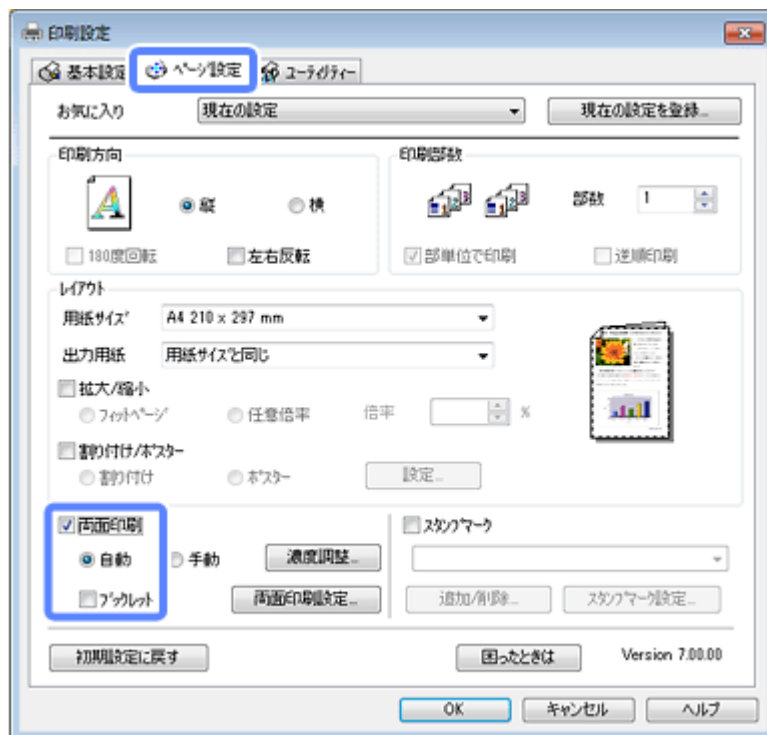 印刷設定
基本設定 ページ設定 ユーティリティー
お気に入り 現在の設定 現在の設定を登録...
印刷方向 印刷部数
縦 横 部数 1
180度回転 左右反転 部単位で印刷 逆順印刷
レイアウト
用紙サイズ A4 210 x 297 mm
出力用紙 用紙サイズと同じ
拡大/縮小
フィットページ 任意倍率 倍率 %
割り付け/ポスター
割り付け ポスター 設定...
両面印刷 スタンプマーク
自動 手動 濃度調整...
ブックレット 両面印刷設定... 追加/削除... スタンプマーク設定...
初期設定に戻す 困ったときは Version 7.00.00
OK キャンセル ヘルプ